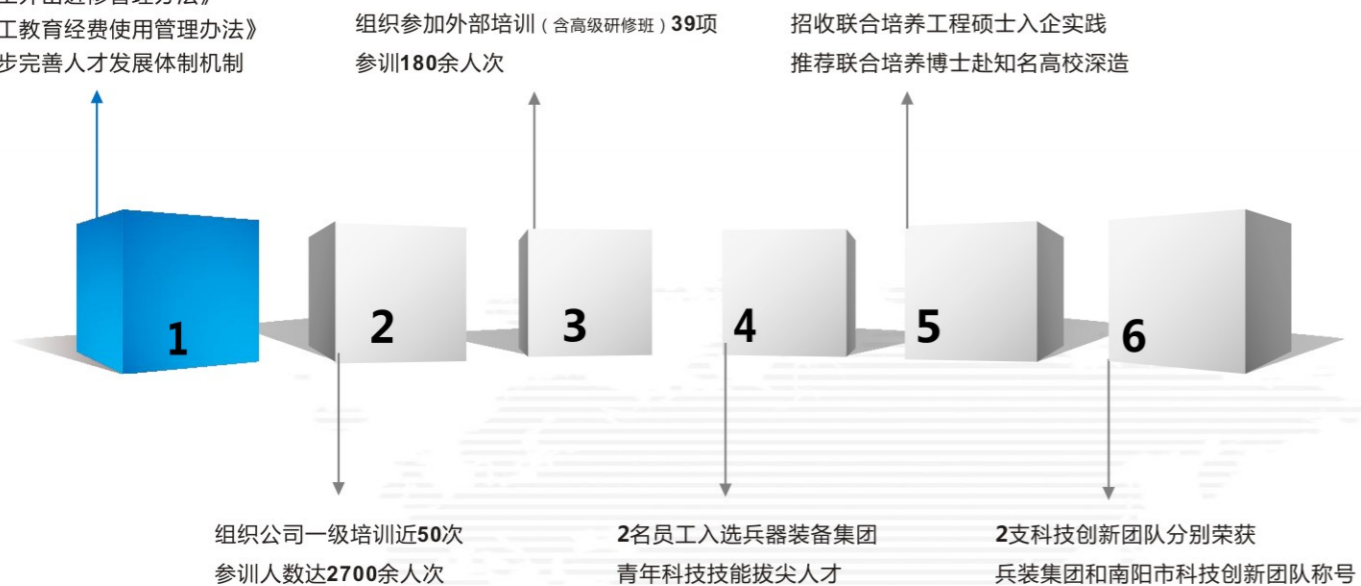 工教育经费使用管理办法》
步完善人才发展体制机制
组织参加外部培训（含高级研修班）39项
参训180余人次
招收联合培养工程硕士入企实践
推荐联合培养博士赴知名高校深造
1
2
3
4
5
6
组织公司一级培训近50次
参训人数达2700余人次
2名员工入选兵器装备集团
青年科技技能拔尖人才
2支科技创新团队分别荣获
兵装集团和南阳市科技创新团队称号